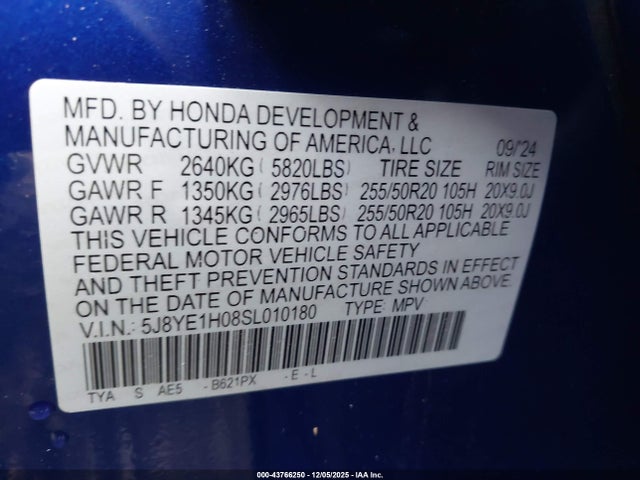 MFD. BY HONDA DEVELOPMENT &
MANUFACTURING OF AMERICA, LLC 09/'24
GVWR 2640KG ( 5820LBS) TIRE SIZE RIM SIZE
GAWR F 1350KG ( 2976LBS) 255/50R20 105H 20X9.0J
GAWR R 1345KG ( 2965LBS) 255/50R20 105H 20X9.0J
THIS VEHICLE CONFORMS TO ALL APPLICABLE
FEDERAL MOTOR VEHICLE SAFETY
AND THEFT PREVENTION STANDARDS IN EFFECT
ON THE DATE OF MANUFACTURE SHOWN ABOVE.
V.I.N.: 5J8YE1H08SL010180 TYPE: MPV
TYA S AE5 - B621PX - E - L
000-43766250 - 12/05/2025 - IAA Inc.